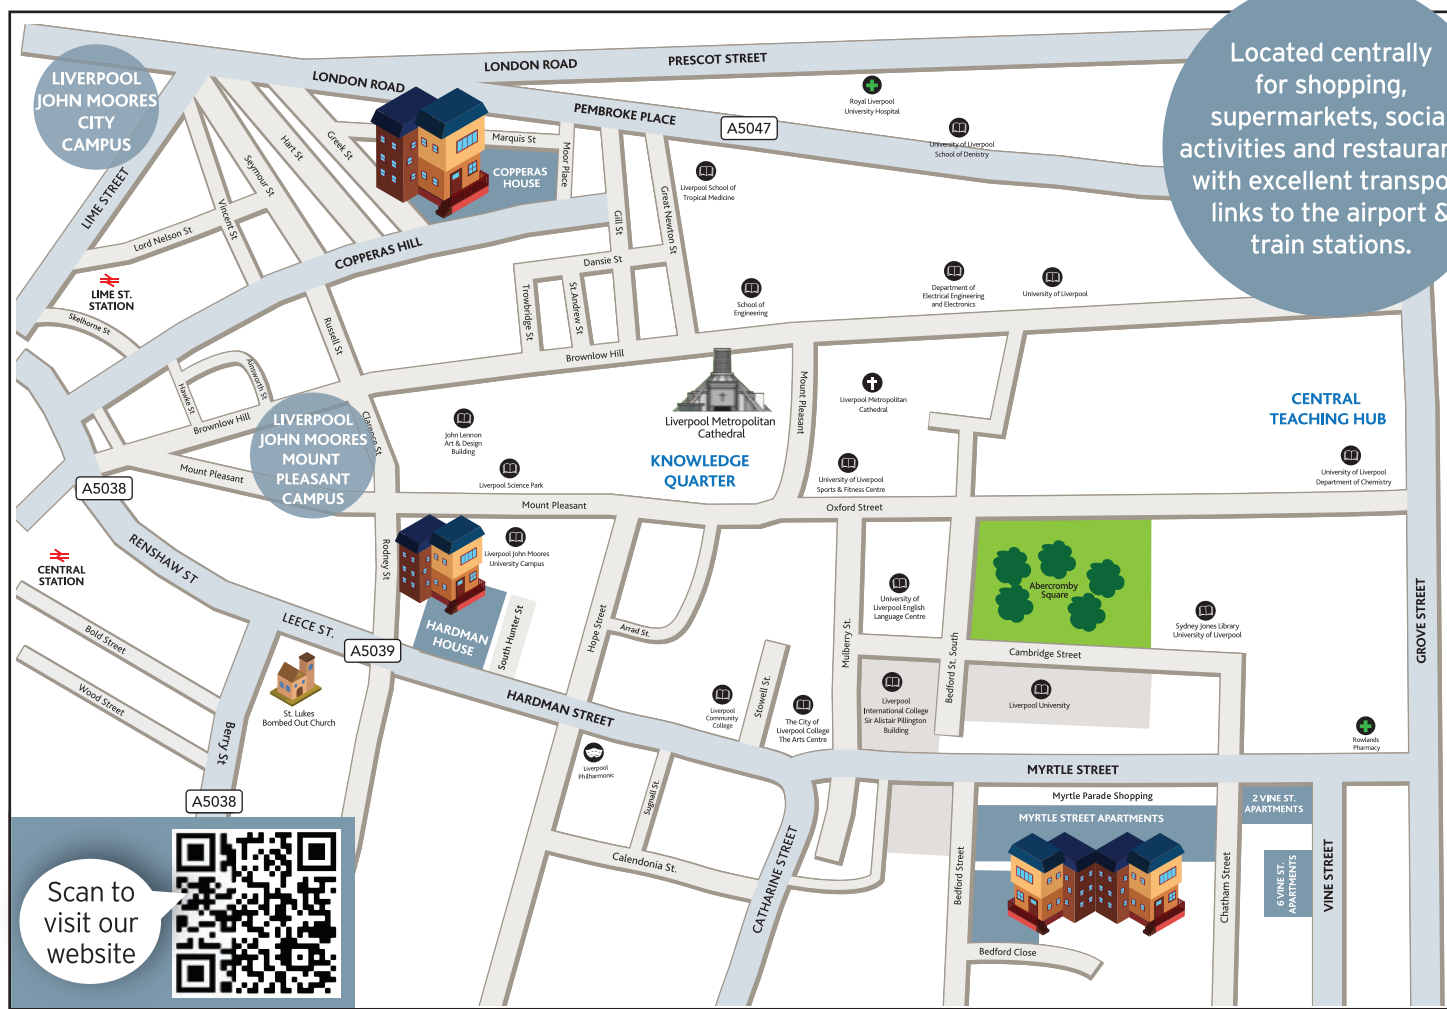 LIVERPOOL
JOHN MOORES
CITY
CAMPUS
LONDON ROAD
LONDON ROAD
PRESCOT STREET
PEMBROKE PLACE
A5047
Royal Liverpool
University Hospital
University of Liverpool
School of Denistry
Located centrally
for shopping,
supermarkets, socia
activities and restauran
with excellent transpo
links to the airport &
train stations.
LIME STREET
Hart St
Greek St
Seymour St
Vincent St
Lord Nelson St
Marquis St
Moor Place
COPPERAS
HOUSE
Liverpool School of
Tropical Medicine
Great Newton St
Gill St
COPPERAS HILL
Dansie St
Trowbridge St
St.Andrew St
LIME ST.
STATION
Skelhorne St
Russell St
School of
Engineering
Department of
Electrical Engineering
and Electronics
University of Liverpool
Brownlow Hill
Hawke St
Ainsworth St
Brownlow Hill
Clarence St
LIVERPOOL
JOHN MOORES
MOUNT
PLEASANT
CAMPUS
Mount Pleasant
John Lennon
Art & Design
Building
Liverpool Science Park
Liverpool Metropolitan
Cathedral
KNOWLEDGE
QUARTER
Mount Pleasant
Liverpool Metropolitan
Cathedral
University of Liverpool
Sports & Fitness Centre
CENTRAL
TEACHING HUB
University of Liverpool
Department of Chemistry
A5038
Mount Pleasant
Oxford Street
RENSHAW ST
CENTRAL
STATION
Rodney St
Liverpool John Moores
University Campus
HARDMAN
HOUSE
South Hunter St
Hope Street
Arrad St.
LEECE ST.
A5039
Bold Street
Wood Street
Berry St
St. Lukes
Bombed Out Church
HARDMAN STREET
University of
Liverpool English
Language Centre
Mulberry St.
Bedford St. South
Abercromby
Square
Cambridge Street
Sydney Jones Library
University of Liverpool
GROVE STREET
Liverpool
Community
College
Stowell St.
The City of
Liverpool College
The Arts Centre
Liverpool
International College
Sir Alistair Pillington
Building
Liverpool University
Rowlands
Pharmacy
Liverpool
Philharmonic
Sugnall St.
MYRTLE STREET
Myrtle Parade Shopping
MYRTLE STREET APARTMENTS
2 VINE ST.
APARTMENTS
6 VINE ST.
APARTMENTS
VINE STREET
Chatham Street
Bedford Street
Bedford Close
Calendonia St.
CATHARINE STREET
A5038
Scan to
visit our
website